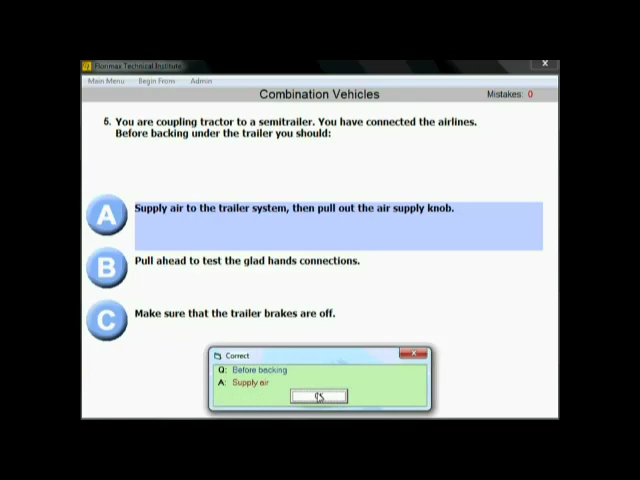 Florimax Technical Institute
Main Menu Begin From Admin
Combination Vehicles
Mistakes: 0
6. You are coupling tractor to a semitrailer. You have connected the airlines.
Before backing under the trailer you should:
A
Supply air to the trailer system, then pull out the air supply knob.
B
Pull ahead to test the glad hands connections.
C
Make sure that the trailer brakes are off.
Correct
Q: Before backing
A: Supply air